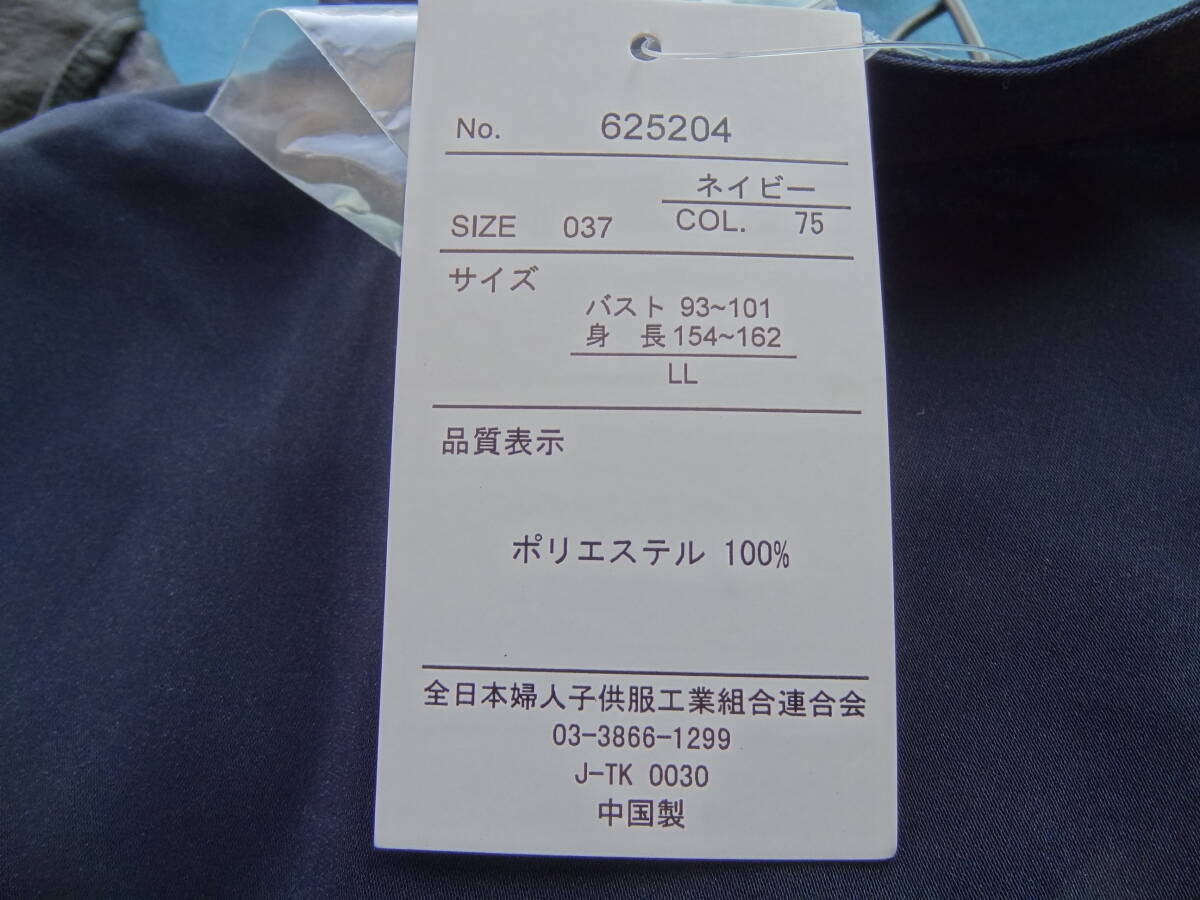 No. 625204
ネイビー
SIZE 037 COL. 75
サイズ
バスト 93~101
身 長 154~162
LL
品質表示
ポリエステル 100%
全日本婦人子供服工業組合連合会
03-3866-1299
J-TK 0030
中国製